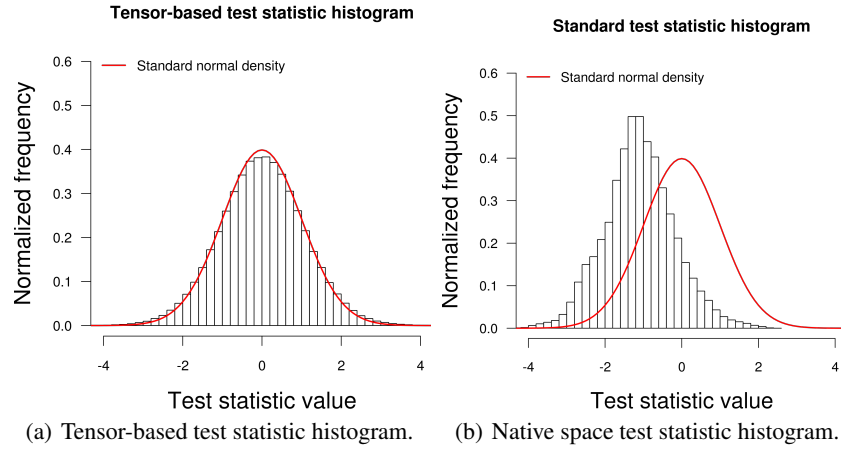 Tensor-based test statistic histogram
Standard normal density
Normalized frequency
0.6
0.5
0.4
0.3
0.2
0.1
0.0
-4 -2 0 2 4
Test statistic value
(a) Tensor-based test statistic histogram.
Standard test statistic histogram
Standard normal density
Normalized frequency
0.6
0.5
0.4
0.3
0.2
0.1
0.0
-4 -2 0 2 4
Test statistic value
(b) Native space test statistic histogram.